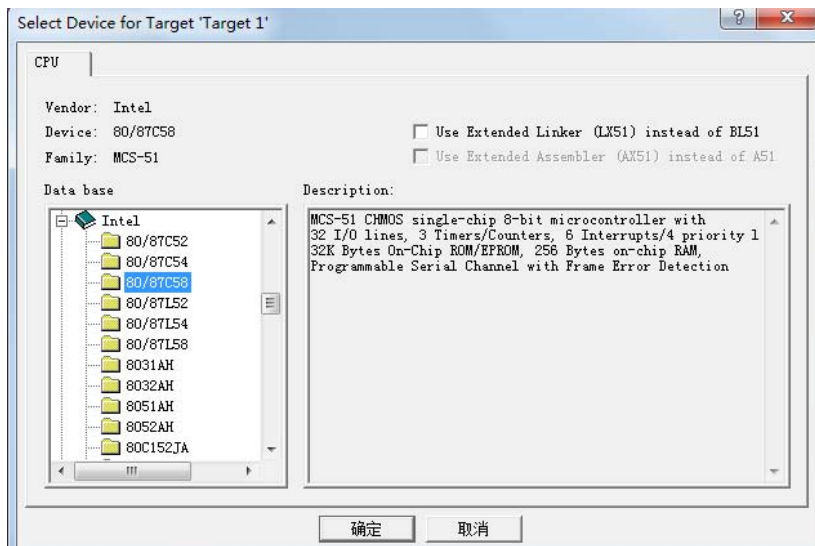 Select Device for Target 'Target 1'
CPU
Vendor: Intel
Device: 80/87C58
Family: MCS-51
Use Extended Linker (LX51) instead of BL51
Use Extended Assembler (AX51) instead of A51
Data base
Description:
Intel
80/87C52
80/87C54
80/87C58
80/87L52
80/87L54
80/87L58
8031AH
8032AH
8051AH
8052AH
80C152JA
MCS-51 CHMOS single-chip 8-bit microcontroller with
32 I/O lines, 3 Timers/Counters, 6 Interrupts/4 priority l
32K Bytes On-Chip ROM/EPROM, 256 Bytes on-chip RAM,
Programmable Serial Channel with Frame Error Detection
确定
取消